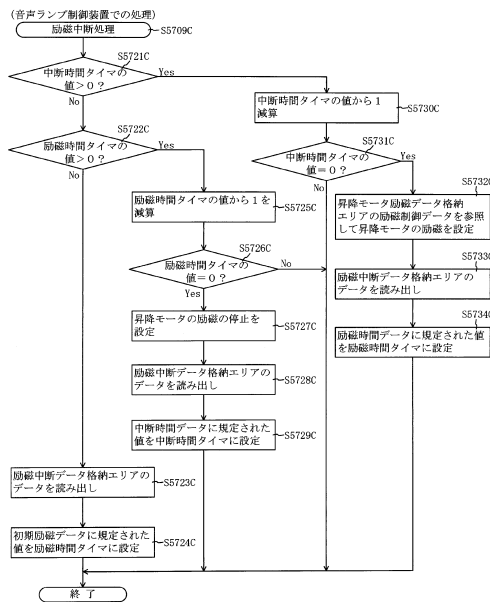 (音声ランプ制御装置での処理)
励磁中断処理
S5709C
S5721C
中断時間タイマの
値>0?
Yes
No
S5722C
励磁時間タイマの
値>0?
Yes
No
中断時間タイマの値から1
減算
S5730C
S5731C
中断時間タイマの
値=0?
Yes
No
励磁時間タイマの値から1を
減算
S5725C
S5726C
励磁時間タイマの
値=0?
No
Yes
昇降モータの励磁の停止を
設定
S5727C
励磁中断データ格納エリアの
データを読み出し
S5728C
中断時間データに規定された
値を中断時間タイマに設定
S5729C
S5732C
昇降モータ励磁データ格納
エリアの励磁制御データを参照
して昇降モータの励磁を設定
S5733C
励磁中断データ格納エリアの
データを読み出し
S5734C
励磁時間データに規定された値
を励磁時間タイマに設定
励磁中断データ格納エリアの
データを読み出し
S5723C
初期励磁データに規定された
値を励磁時間タイマに設定
S5724C
終了